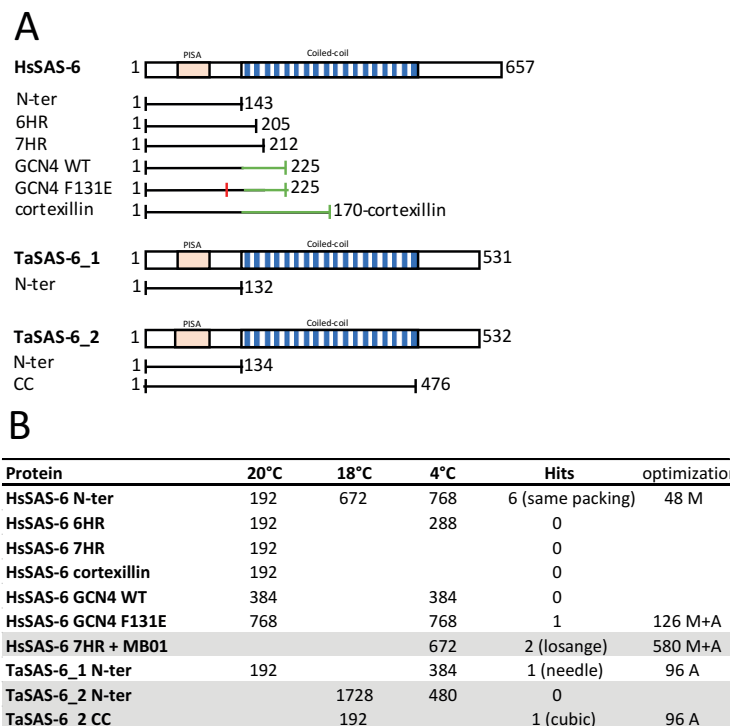 A
PISA Coiled-coil
HsSAS-6 1 657
N-ter 1 143
6HR 1 205
7HR 1 212
GCN4 WT 1 225
GCN4 F131E 1 225
cortexillin 1 170-cortexillin
PISA Coiled-coil
TaSAS-6_1 1 531
N-ter 1 132
PISA Coiled-coil
TaSAS-6_2 1 532
N-ter 1 134
CC 1 476
B
Protein 20°C 18°C 4°C Hits optimization
HsSAS-6 N-ter 192 672 768 6 (same packing) 48 M
HsSAS-6 6HR 192 288 0
HsSAS-6 7HR 192 0
HsSAS-6 cortexillin 192 0
HsSAS-6 GCN4 WT 384 384 0
HsSAS-6 GCN4 F131E 768 768 1 126 M+A
HsSAS-6 7HR + MB01 672 2 (losange) 580 M+A
TaSAS-6_1 N-ter 192 384 1 (needle) 96 A
TaSAS-6_2 N-ter 1728 480 0
TaSAS-6_2 CC 192 1 (cubic) 96 A